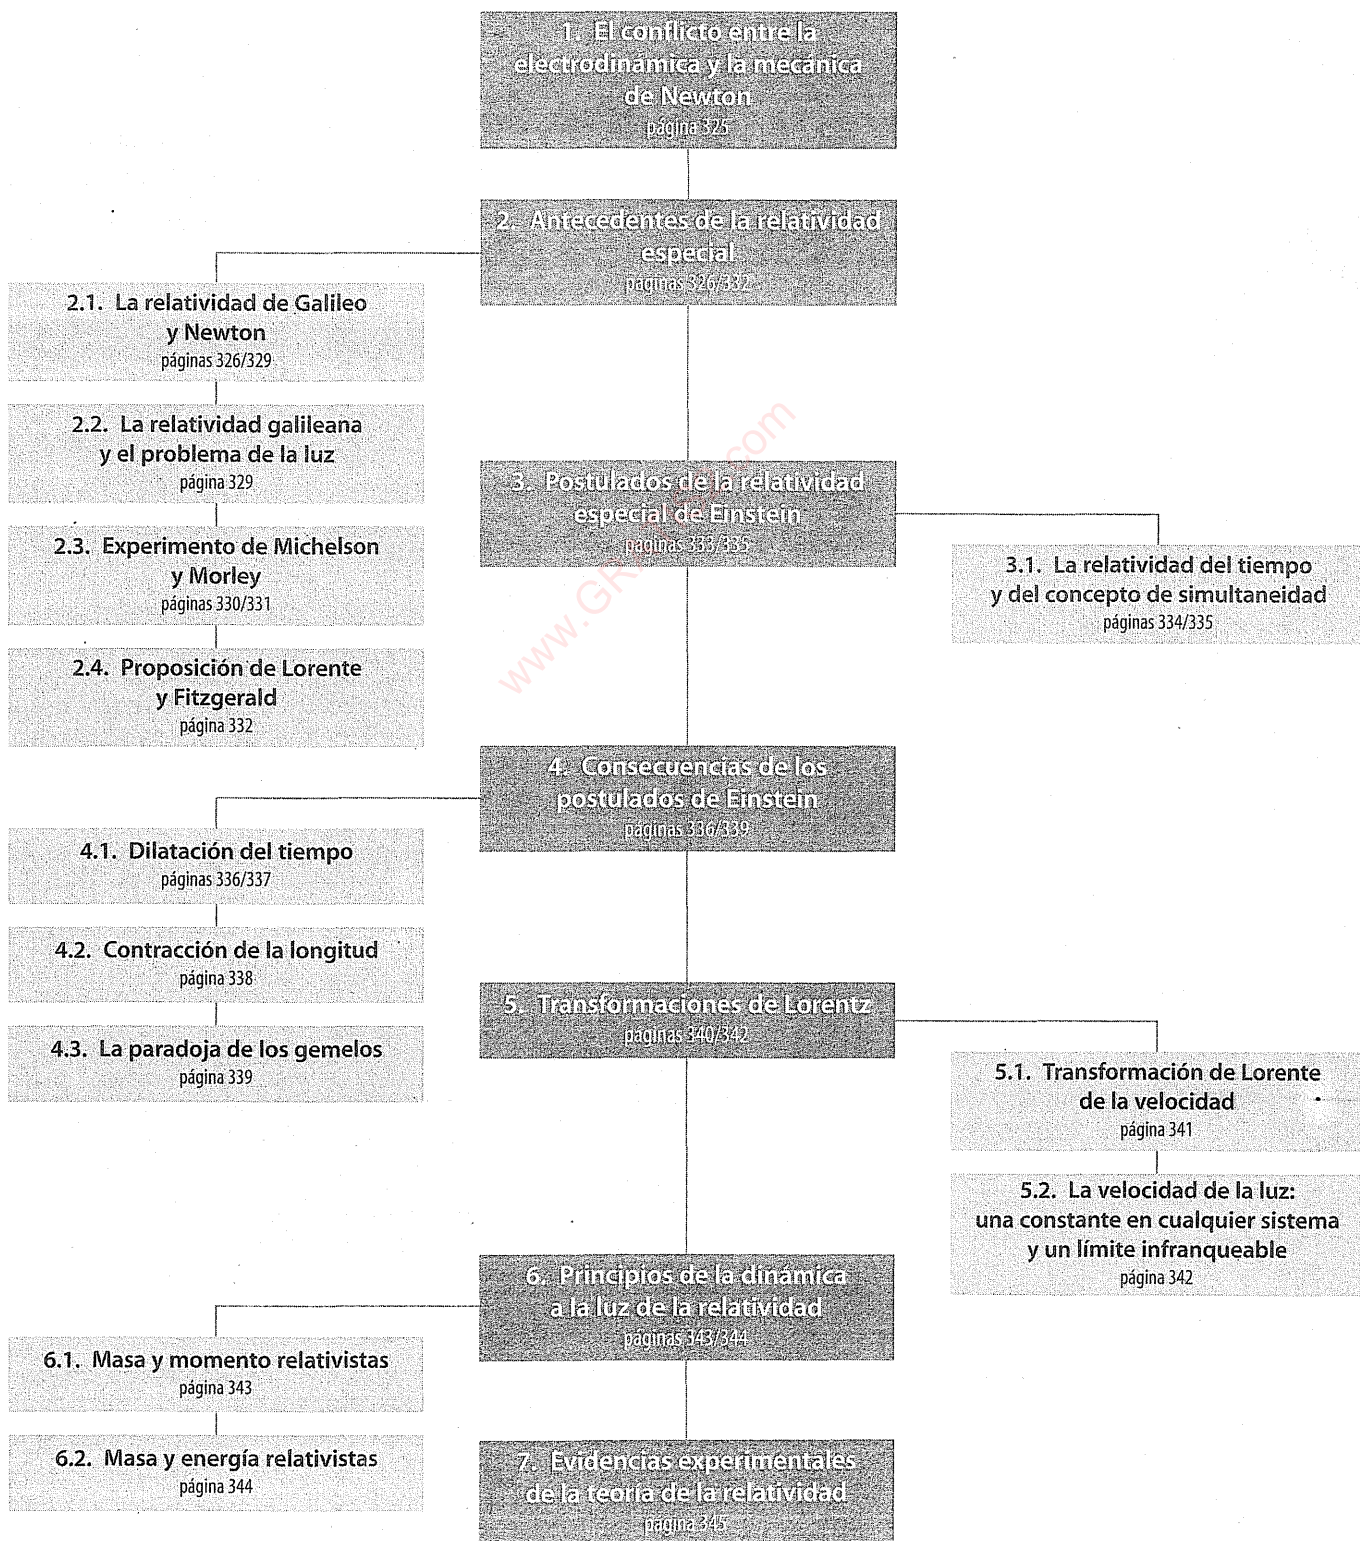 1. El conflicto entre la
electrodinámica y la mecánica
de Newton
página 325
2. Antecedentes de la relatividad
especial
páginas 326/332
2.1. La relatividad de Galileo
y Newton
páginas 326/329
2.2. La relatividad galileana
y el problema de la luz
página 329
2.3. Experimento de Michelson
y Morley
páginas 330/331
2.4. Proposición de Lorente
y Fitzgerald
página 332
3. Postulados de la relatividad
especial de Einstein
páginas 333/335
3.1. La relatividad del tiempo
y del concepto de simultaneidad
páginas 334/335
4. Consecuencias de los
postulados de Einstein
páginas 336/339
4.1. Dilatación del tiempo
páginas 336/337
4.2. Contracción de la longitud
página 338
4.3. La paradoja de los gemelos
página 339
5. Transformaciones de Lorentz
páginas 340/342
5.1. Transformación de Lorente
de la velocidad
página 341
5.2. La velocidad de la luz:
una constante en cualquier sistema
y un límite infranqueable
página 342
6. Principios de la dinámica
a la luz de la relatividad
páginas 343/344
6.1. Masa y momento relativistas
página 343
6.2. Masa y energía relativistas
página 344
7. Evidencias experimentales
de la teoría de la relatividad
página 345